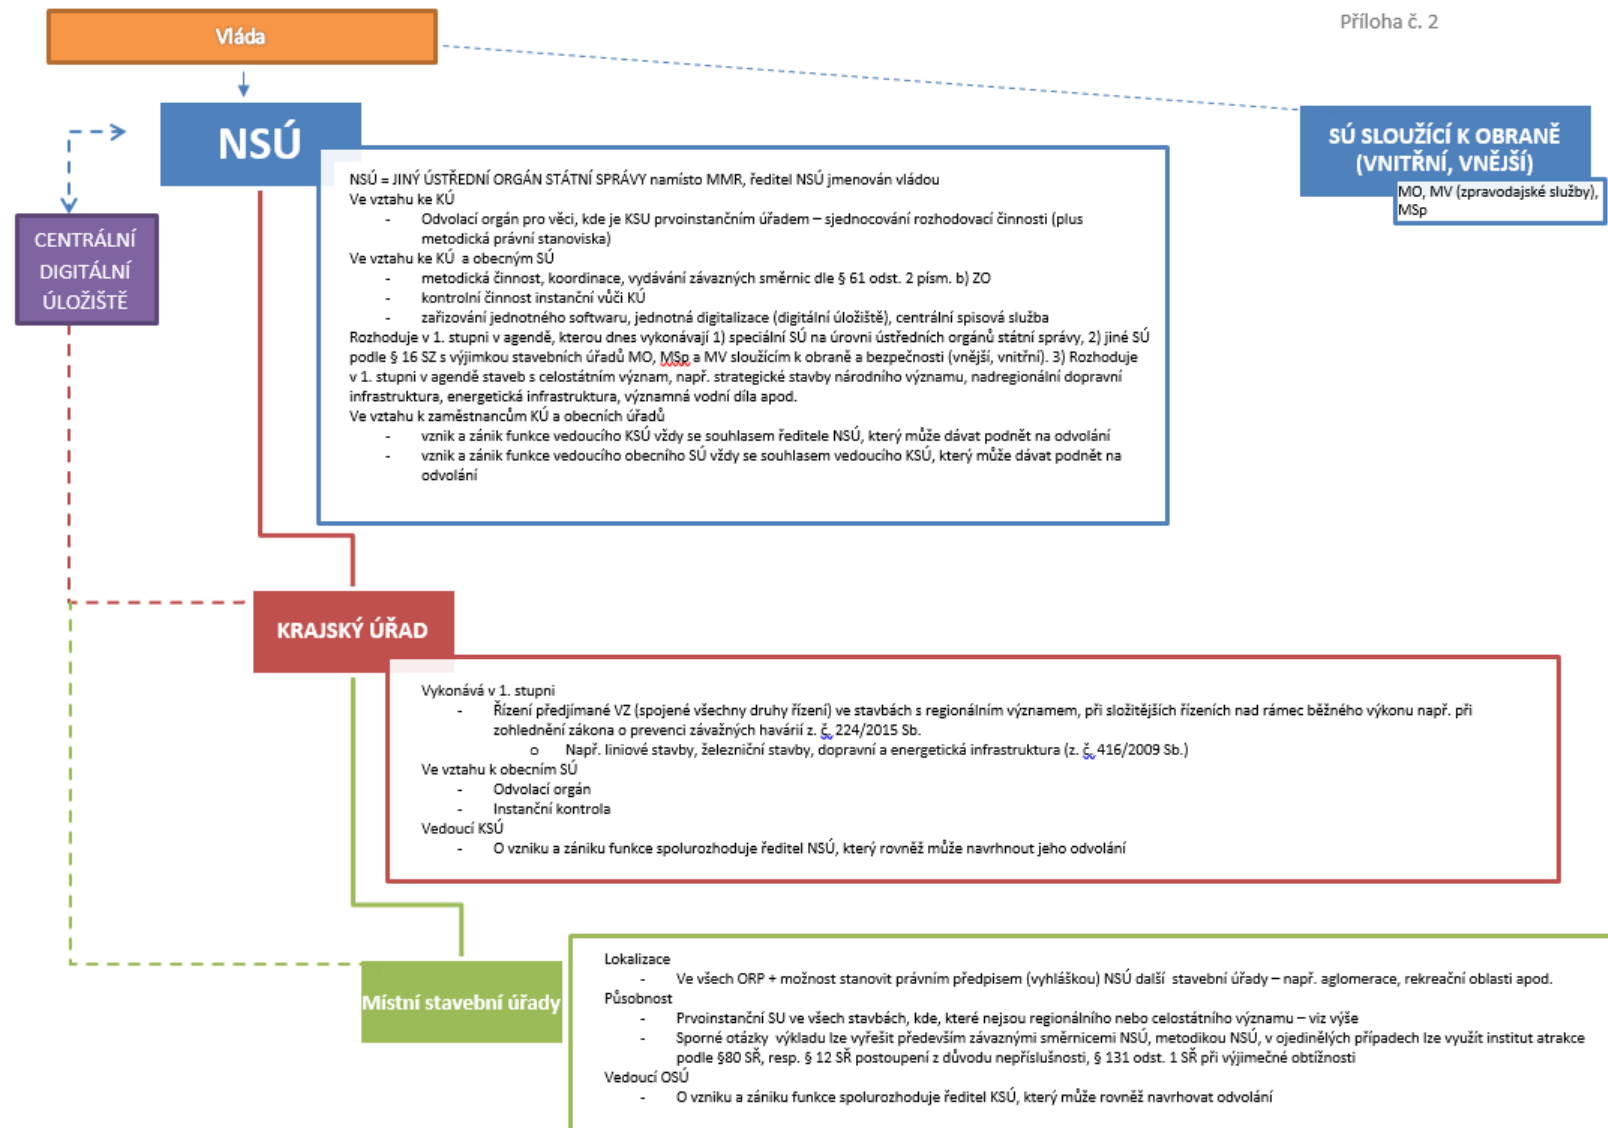 Příloha č. 2
Vláda
NSÚ
SÚ SLOUŽÍCÍ K OBRANĚ
(VNITŘNÍ, VNĚJŠÍ)
MO, MV (zpravodajské služby),
MSp
CENTRÁLNÍ
DIGITÁLNÍ
ÚLOŽIŠTĚ
NSÚ = JINÝ ÚSTŘEDNÍ ORGÁN STÁTNÍ SPRÁVY namísto MMR, ředitel NSÚ jmenován vládou
Ve vztahu ke KÚ
- Odvolací orgán pro věci, kde je KSU prvoinstančním úřadem – sjednocování rozhodovací činnosti (plus
metodická právní stanoviska)
Ve vztahu ke KÚ a obecným SÚ
- metodická činnost, koordinace, vydávání závazných směrnic dle § 61 odst. 2 písm. b) ZO
- kontrolní činnost instanční vůči KÚ
- zařizování jednotného softwaru, jednotná digitalizace (digitální úložiště), centrální spisová služba
Rozhoduje v 1. stupni v agendě, kterou dnes vykonávají 1) speciální SÚ na úrovni ústředních orgánů státní správy, 2) jiné SÚ
podle § 16 SZ s výjimkou stavebních úřadů MO, MSp a MV sloužícím k obraně a bezpečnosti (vnější, vnitřní). 3) Rozhoduje
v 1. stupni v agendě staveb s celostátním význam, např. strategické stavby národního významu, nadregionální dopravní
infrastruktura, energetická infrastruktura, významná vodní díla apod.
Ve vztahu k zaměstnancům KÚ a obecních úřadů
- vznik a zánik funkce vedoucího KSÚ vždy se souhlasem ředitele NSÚ, který může dávat podnět na odvolání
- vznik a zánik funkce vedoucího obecního SÚ vždy se souhlasem vedoucího KSÚ, který může dávat podnět na
odvolání
KRAJSKÝ ÚŘAD
Vykonává v 1. stupni
- Řízení předjímané VZ (spojené všechny druhy řízení) ve stavbách s regionálním významem, při složitějších řízeních nad rámec běžného výkonu např. při
zohlednění zákona o prevenci závažných havárií z. č. 224/2015 Sb.
o Např. liniové stavby, železniční stavby, dopravní a energetická infrastruktura (z. č. 416/2009 Sb.)
Ve vztahu k obecním SÚ
- Odvolací orgán
- Instanční kontrola
Vedoucí KSÚ
- O vzniku a zániku funkce spolurozhoduje ředitel NSÚ, který rovněž může navrhnout jeho odvolání
Místní stavební úřady
Lokalizace
- Ve všech ORP + možnost stanovit právním předpisem (vyhláškou) NSÚ další stavební úřady – např. aglomerace, rekreační oblasti apod.
Působnost
- Prvoinstanční SU ve všech stavbách, kde, které nejsou regionálního nebo celostátního významu – viz výše
- Sporné otázky výkladu lze vyřešit především závaznými směrnicemi NSÚ, metodikou NSÚ, v ojedinělých případech lze využít institut atrakce
podle §80 SŘ, resp. § 12 SŘ postoupení z důvodu nepříslušnosti, § 131 odst. 1 SŘ při výjimečné obtížnosti
Vedoucí OSÚ
- O vzniku a zániku funkce spolurozhoduje ředitel KSÚ, který může rovněž navrhovat odvolání